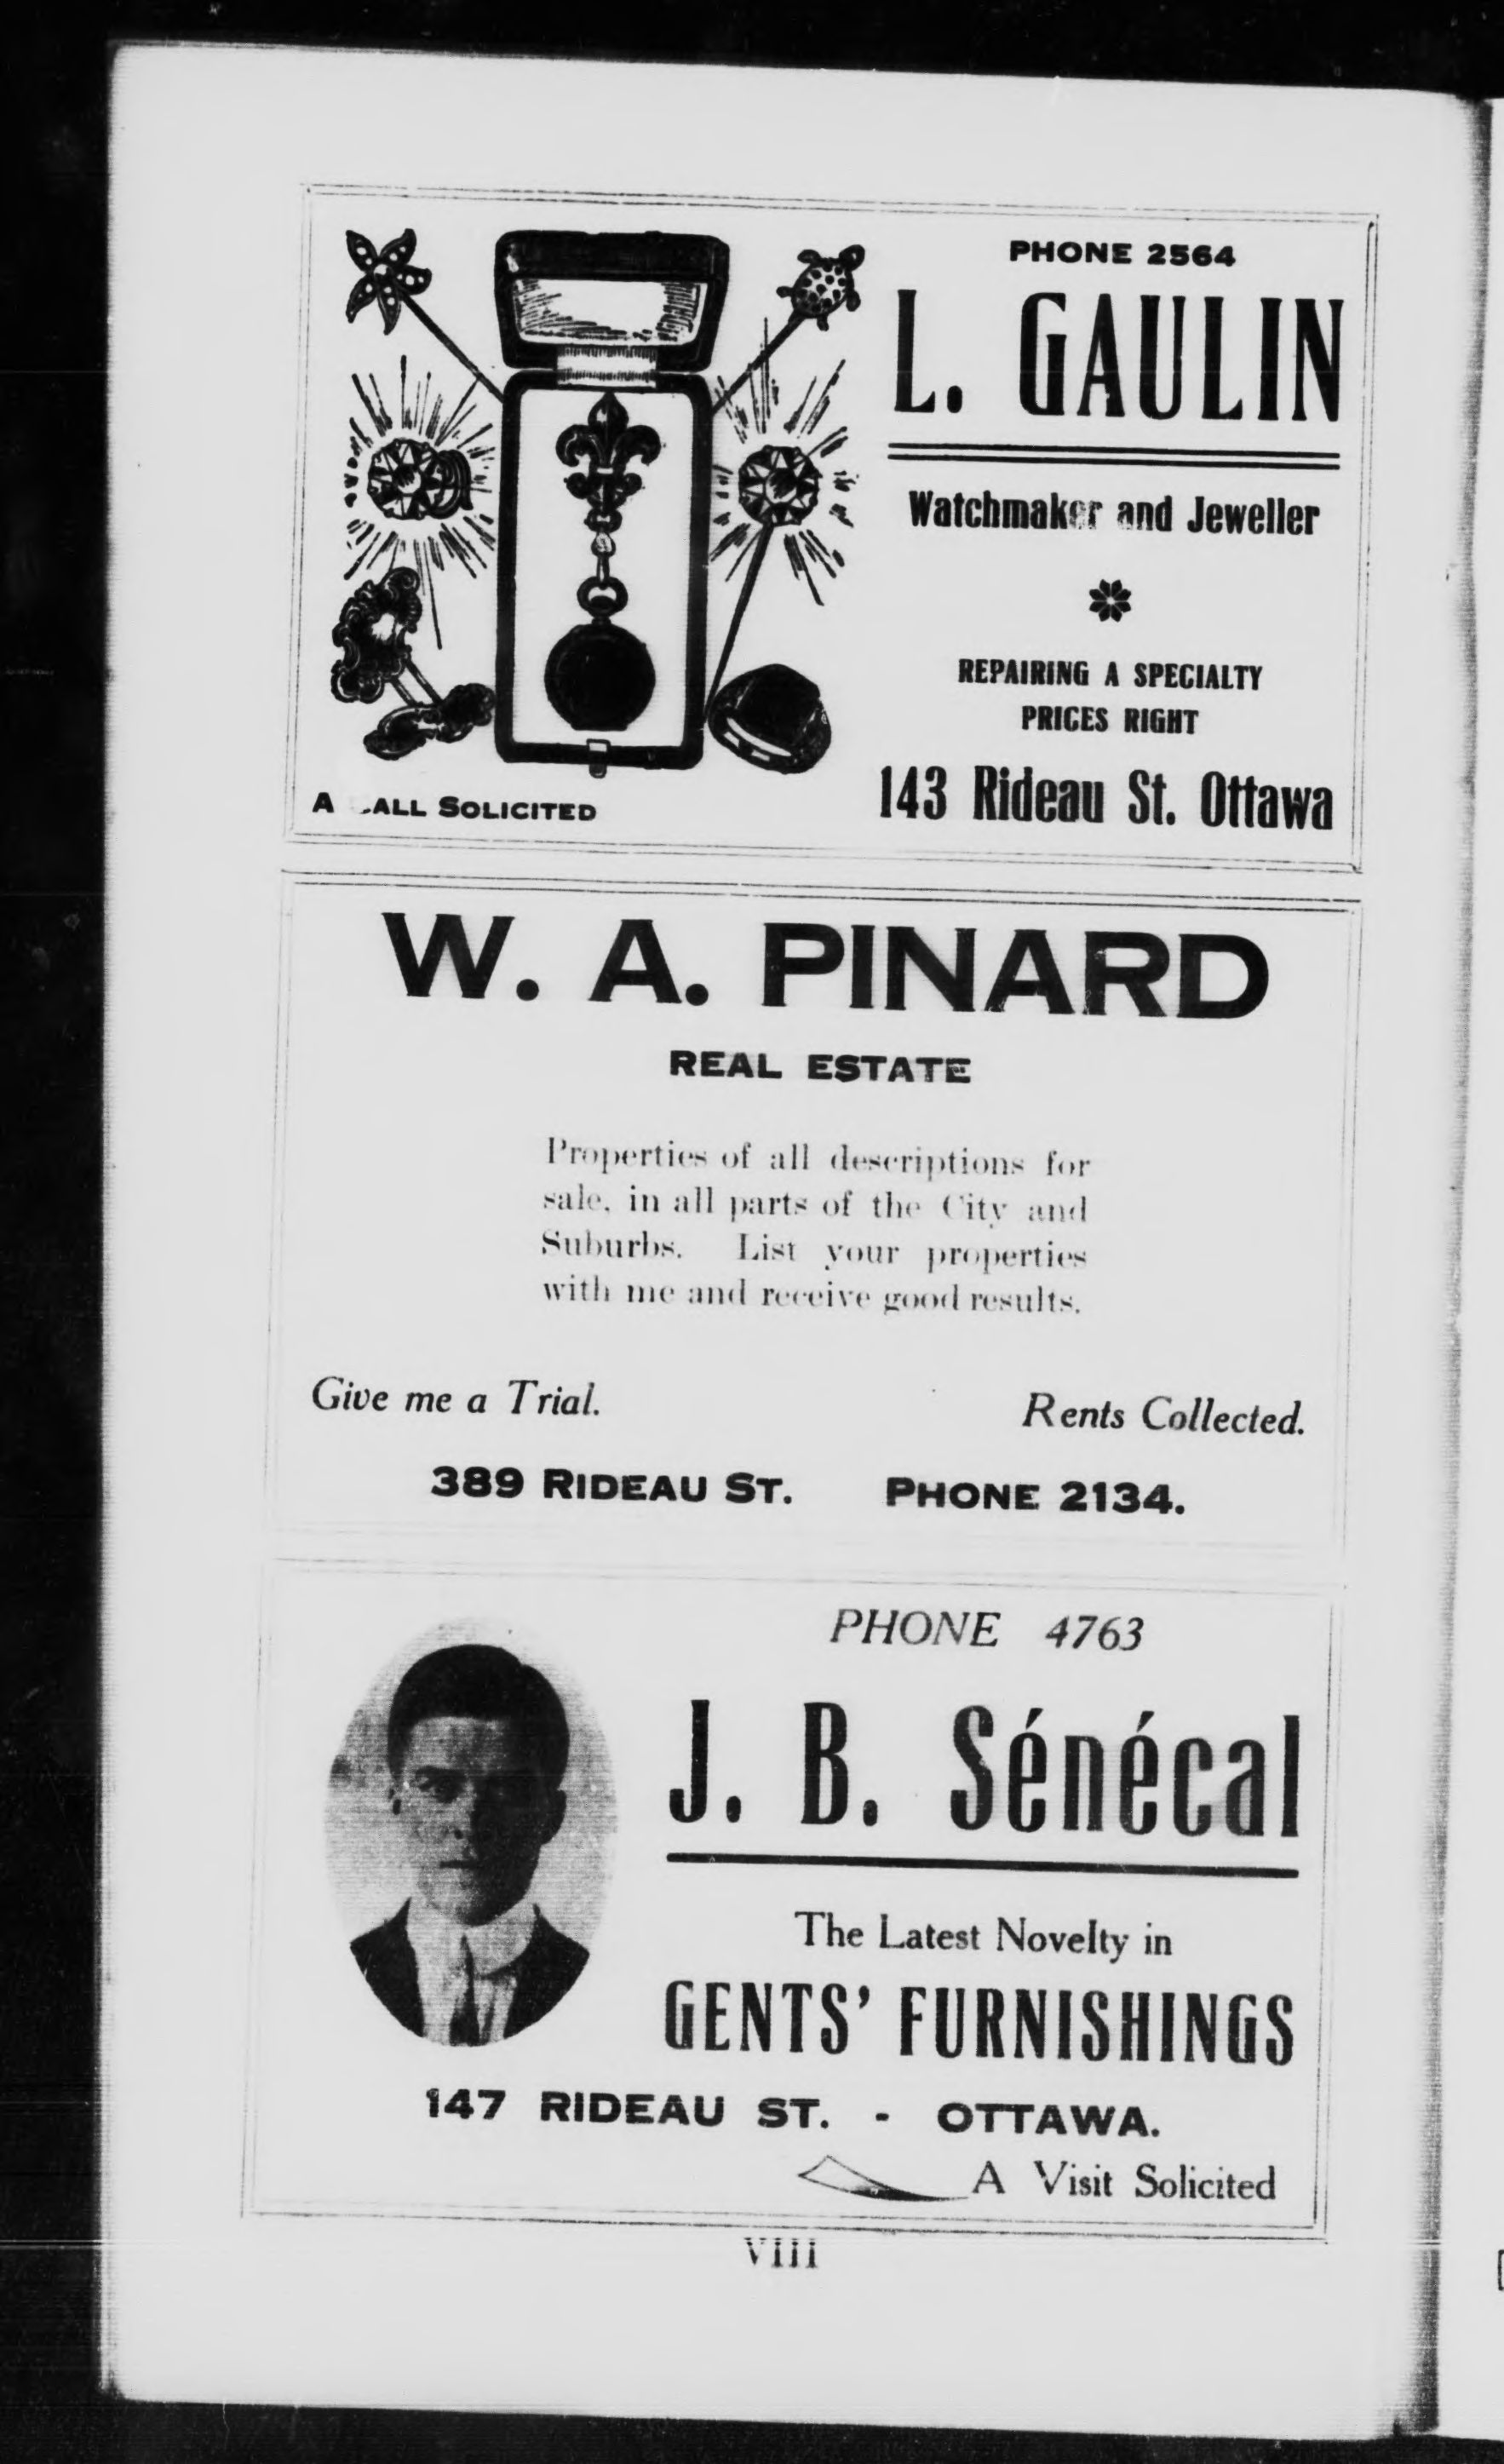 PHONE 2564
L. GAULIN
Watchmaker and Jeweller
REPAIRING A SPECIALTY
PRICES RIGHT
143 Rideau St. Ottawa
A CALL SOLICITED
W. A. PINARD
REAL ESTATE
Properties of all descriptions for
sale, in all parts of the City and
Suburbs. List your properties
with me and receive good results.
Give me a Trial.
Rents Collected.
389 RIDEAU ST. PHONE 2134.
PHONE 4763
J. B. Sénécal
The Latest Novelty in
GENTS' FURNISHINGS
147 RIDEAU ST. - OTTAWA.
A Visit Solicited
VIII